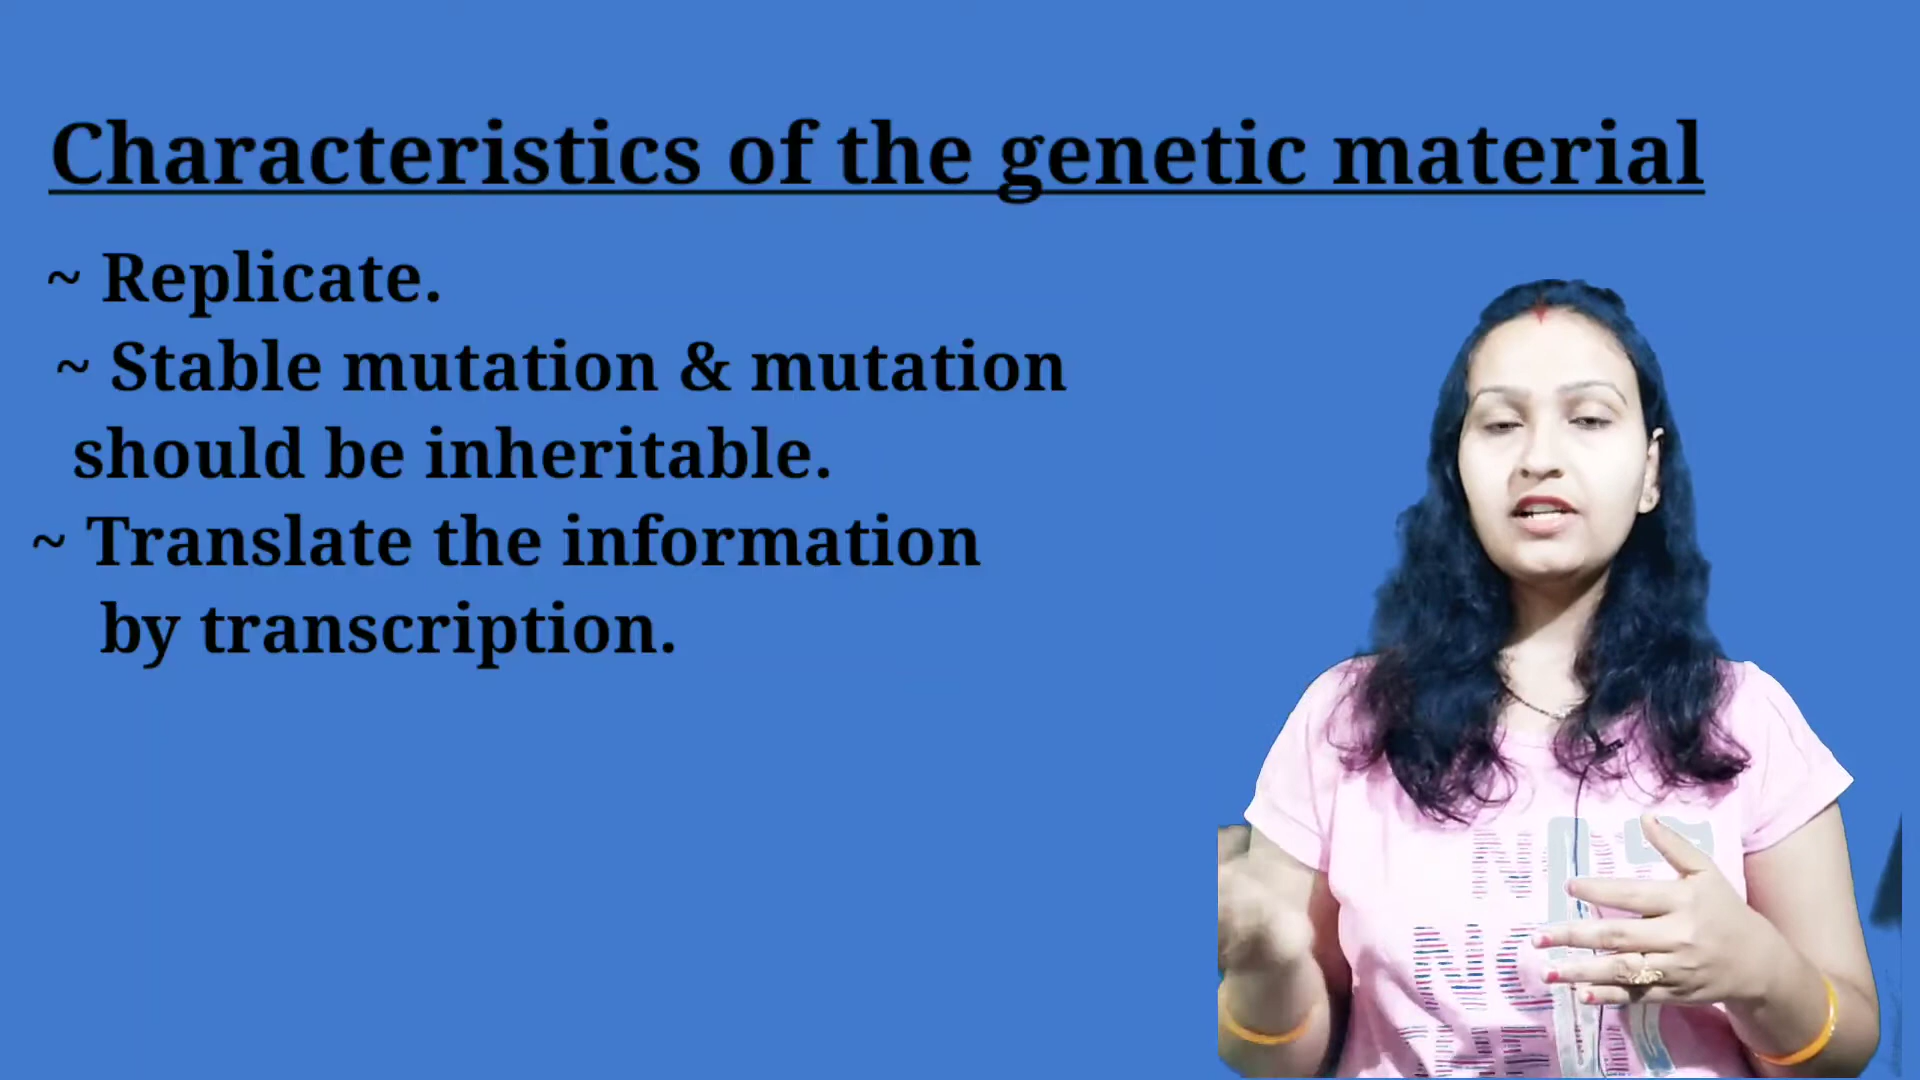 Characteristics of the genetic material
~ Replicate.
~ Stable mutation & mutation
should be inheritable.
~ Translate the information
by transcription.